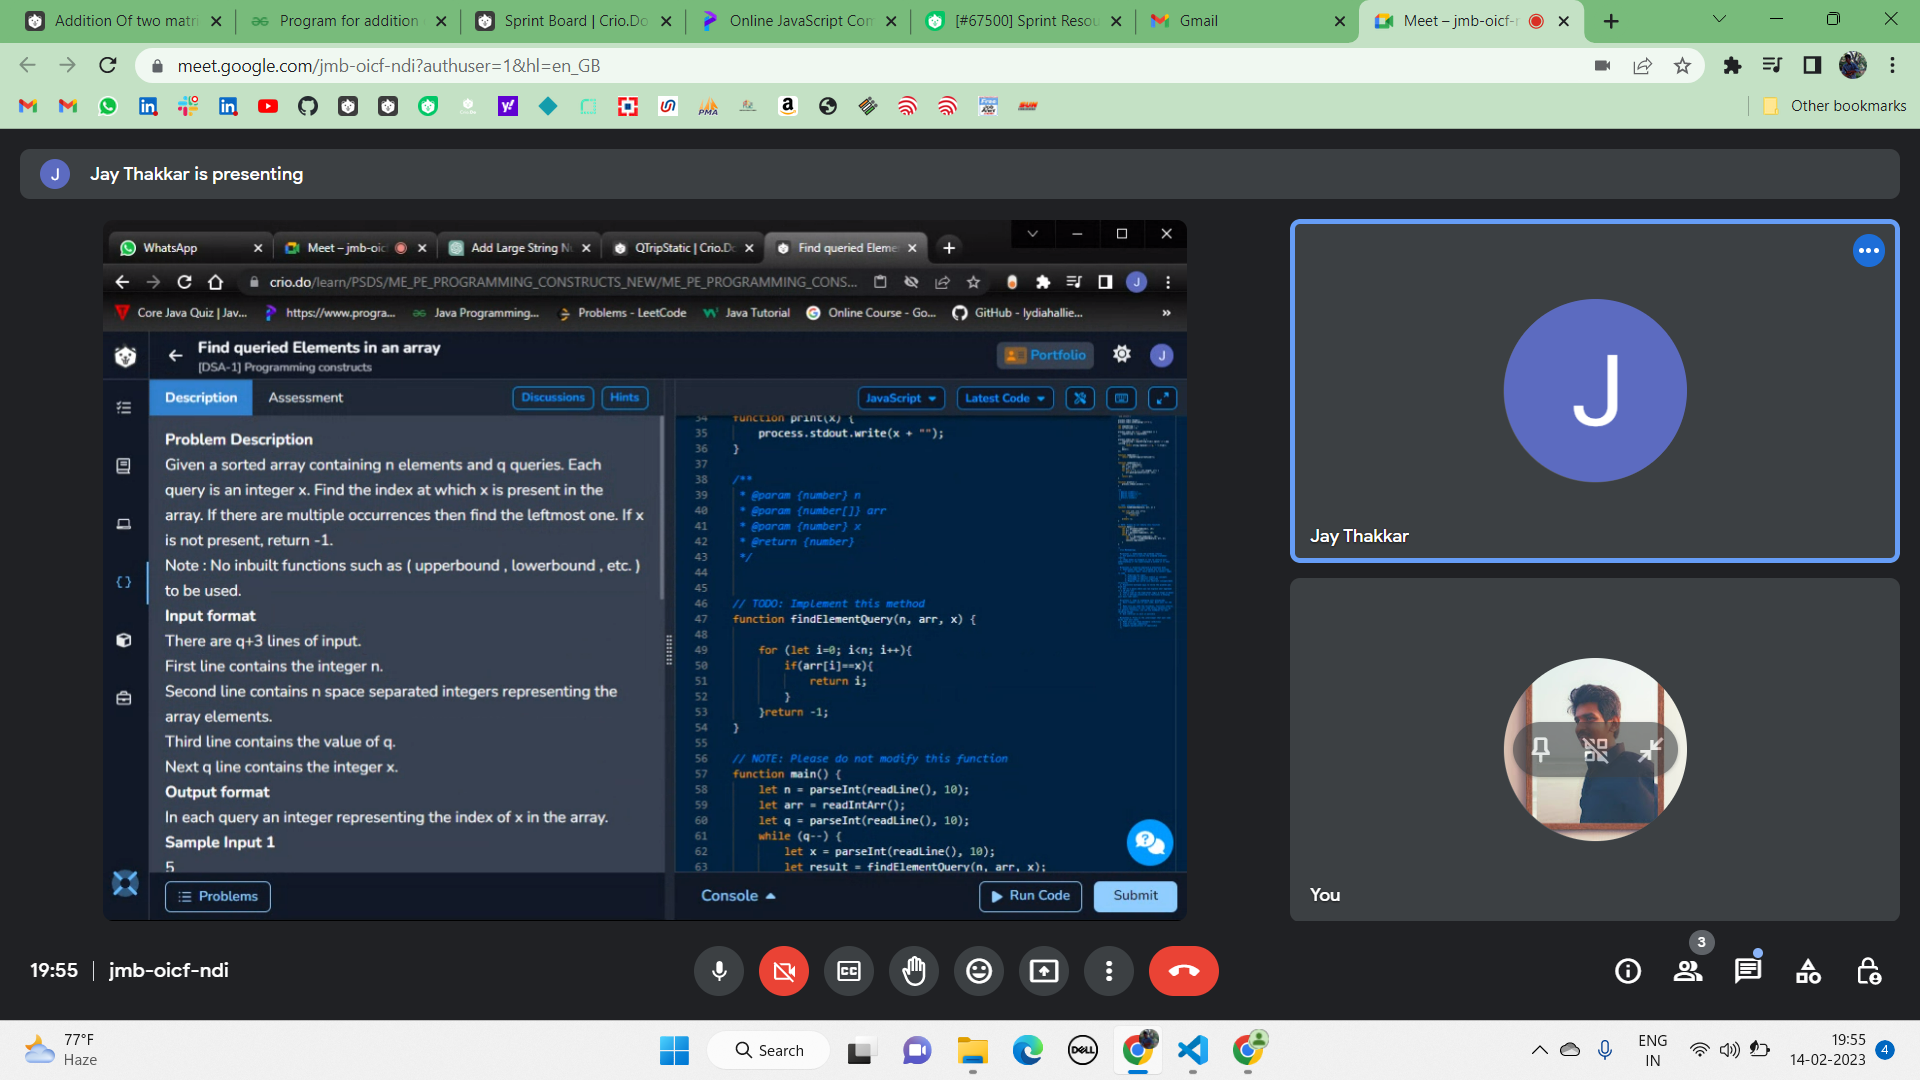 Addition Of two matri
Program for addition
Sprint Board | Crio.Do
Online JavaScript Com
[#67500] Sprint Resou
Gmail
Meet – jmb-oicf-n
meet.google.com/jmb-oicf-ndi?authuser=1&hl=en_GB
Other bookmarks
J Jay Thakkar is presenting
WhatsApp
Meet – jmb-oic
Add Large String N
QTripStatic | Crio.Do
Find queried Eleme
crio.do/learn/PSDS/ME_PE_PROGRAMMING_CONSTRUCTS_NEW/ME_PE_PROGRAMMING_CONS...
Core Java Quiz | Jav...
https://www.progra...
Java Programming...
Problems - LeetCode
Java Tutorial
Online Course - Go...
GitHub - lydiahallie...
»
Find queried Elements in an array
[DSA-1] Programming constructs
Portfolio
J
Description
Assessment
Discussions
Hints
JavaScript
Latest Code
Problem Description
Given a sorted array containing n elements and q queries. Each
query is an integer x. Find the index at which x is present in the
array. If there are multiple occurrences then find the leftmost one. If x
is not present, return -1.
Note : No inbuilt functions such as ( upperbound , lowerbound , etc. )
to be used.
Input format
There are q+3 lines of input.
First line contains the integer n.
Second line contains n space separated integers representing the
array elements.
Third line contains the value of q.
Next q line contains the integer x.
Output format
In each query an integer representing the index of x in the array.
Sample Input 1
5
Problems
34 function print(x) {
35 process.stdout.write(x + "");
36 }
37
38 /**
39 * @param {number} n
40 * @param {number[]} arr
41 * @param {number} x
42 * @return {number}
43 */
44
45
46 // TODO: Implement this method
47 function findElementQuery(n, arr, x) {
48
49 for (let i=0; i<n; i++){
50 if(arr[i]==x){
51 return i;
52 }
53 }return -1;
54 }
55
56 // NOTE: Please do not modify this function
57 function main() {
58 let n = parseInt(readLine(), 10);
59 let arr = readIntArr();
60 let q = parseInt(readLine(), 10);
61 while (q--) {
62 let x = parseInt(readLine(), 10);
63 let result = findElementQuery(n, arr, x);
Console
Run Code
Submit
J
Jay Thakkar
You
19:55 | jmb-oicf-ndi
3
77°F
Haze
Search
DELL
ENG
IN
19:55
14-02-2023
4